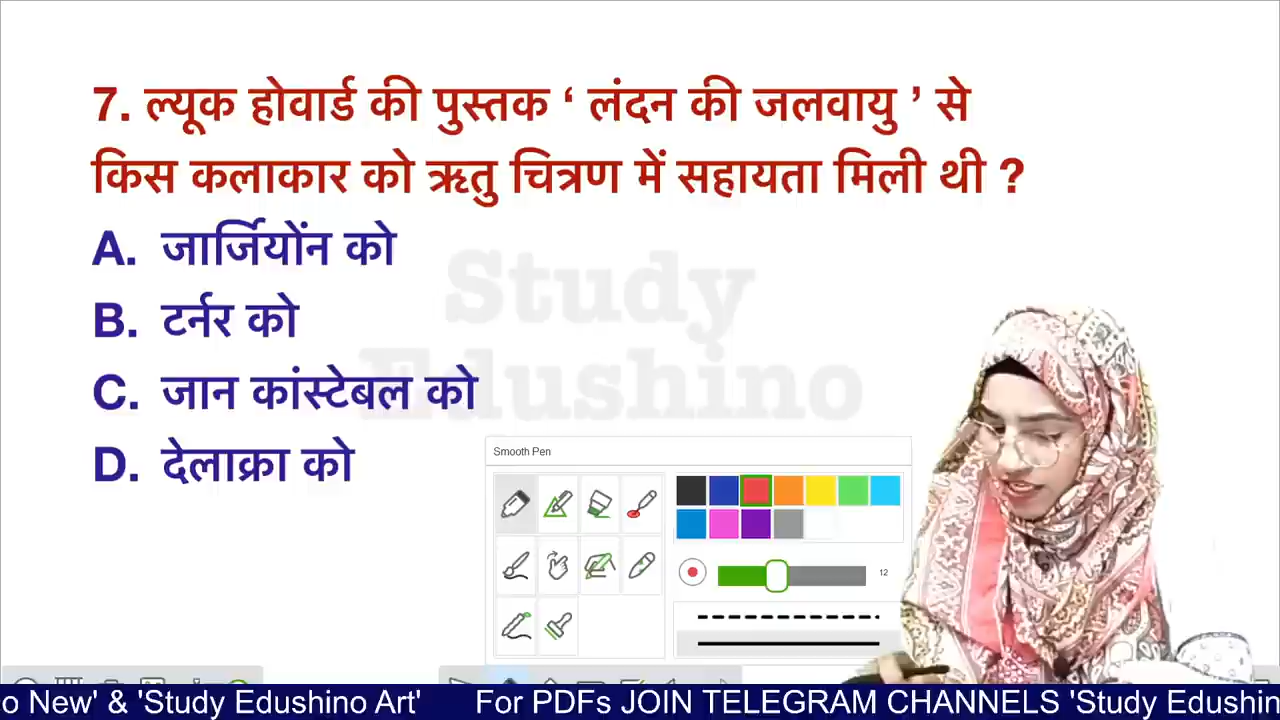 7. ल्यूक होवार्ड की पुस्तक ‘ लंदन की जलवायु ’ से
किस कलाकार को ऋतु चित्रण में सहायता मिली थी ?
A. जार्जियोंन को
B. टर्नर को
C. जान कांस्टेबल को
D. देलाक्रा को
Study
Edushino
Smooth Pen
12
o New' & 'Study Edushino Art' For PDFs JOIN TELEGRAM CHANNELS 'Study Edushin